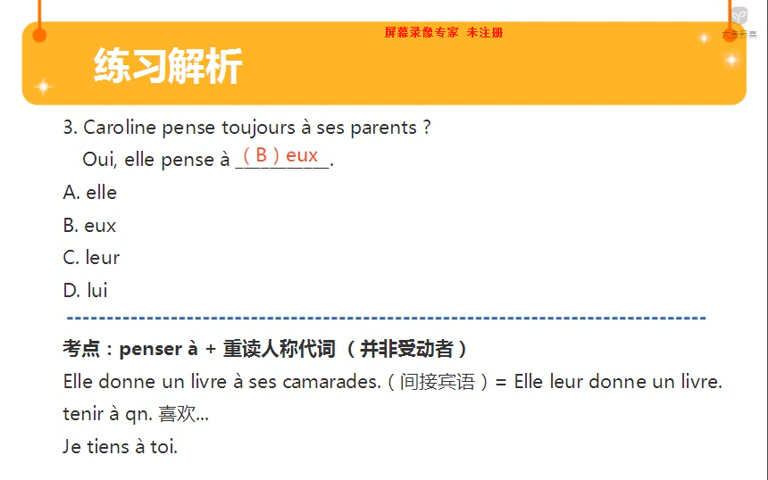 屏幕录像专家 未注册
练习解析
3. Caroline pense toujours à ses parents ?
Oui, elle pense à （B）eux.
A. elle
B. eux
C. leur
D. lui
考点：penser à + 重读人称代词 （并非受动者）
Elle donne un livre à ses camarades.（间接宾语）= Elle leur donne un livre.
tenir à qn. 喜欢...
Je tiens à toi.